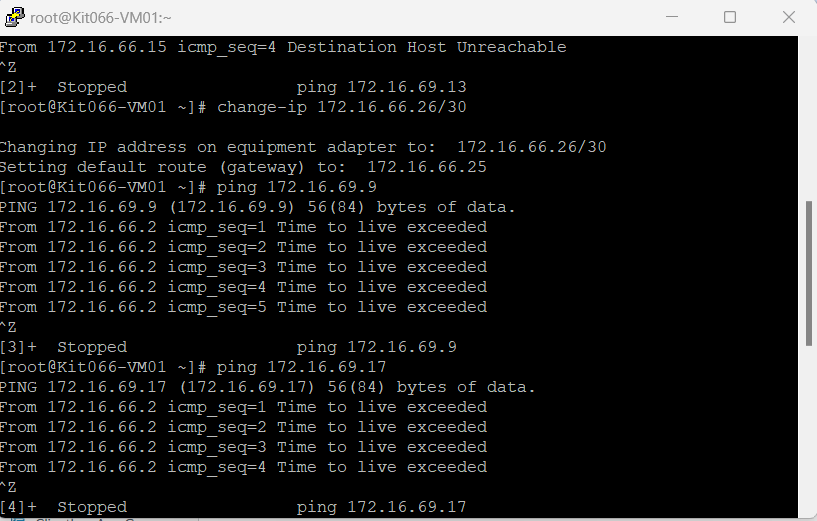 root@Kit066-VM01:~
From 172.16.66.15 icmp_seq=4 Destination Host Unreachable
^Z
[2]+  Stopped                 ping 172.16.69.13
[root@Kit066-VM01 ~]# change-ip 172.16.66.26/30
Changing IP address on equipment adapter to:  172.16.66.26/30
Setting default route (gateway) to:  172.16.66.25
[root@Kit066-VM01 ~]# ping 172.16.69.9
PING 172.16.69.9 (172.16.69.9) 56(84) bytes of data.
From 172.16.66.2 icmp_seq=1 Time to live exceeded
From 172.16.66.2 icmp_seq=2 Time to live exceeded
From 172.16.66.2 icmp_seq=3 Time to live exceeded
From 172.16.66.2 icmp_seq=4 Time to live exceeded
From 172.16.66.2 icmp_seq=5 Time to live exceeded
^Z
[3]+  Stopped                 ping 172.16.69.9
[root@Kit066-VM01 ~]# ping 172.16.69.17
PING 172.16.69.17 (172.16.69.17) 56(84) bytes of data.
From 172.16.66.2 icmp_seq=1 Time to live exceeded
From 172.16.66.2 icmp_seq=2 Time to live exceeded
From 172.16.66.2 icmp_seq=3 Time to live exceeded
From 172.16.66.2 icmp_seq=4 Time to live exceeded
^Z
[4]+  Stopped                 ping 172.16.69.17